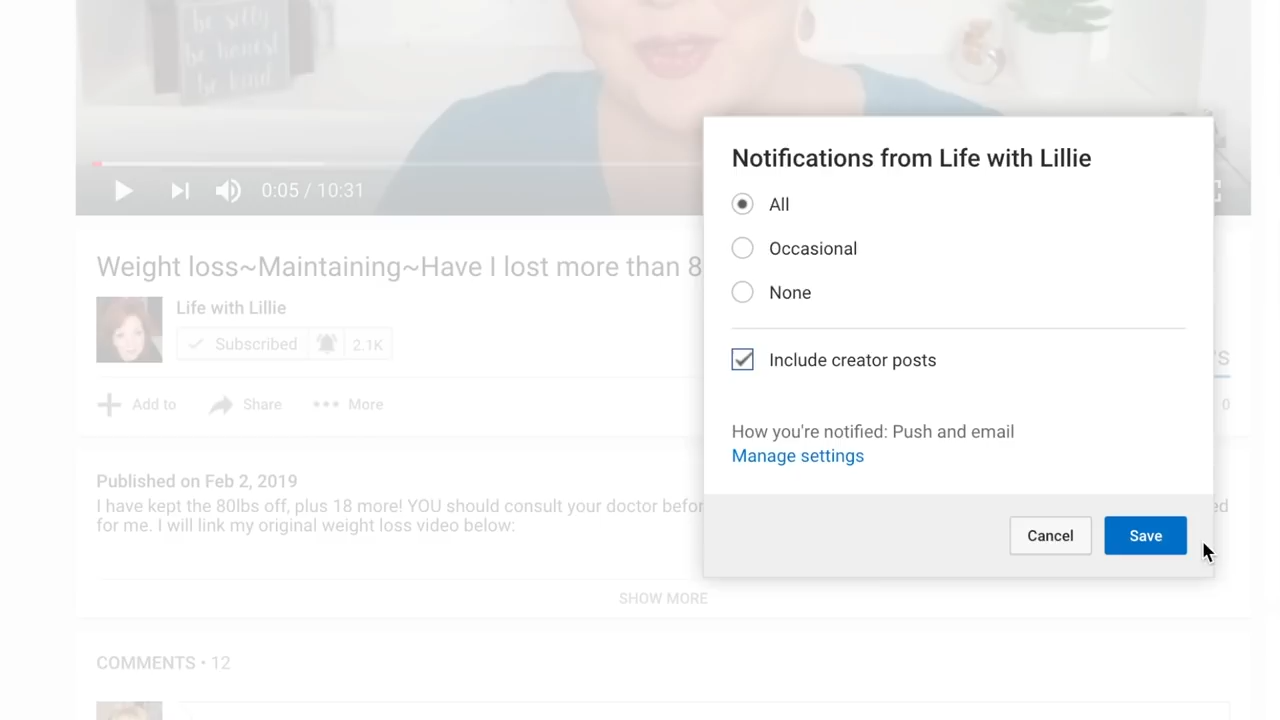 be silly
be honest
be kind
0:05 / 10:31
Weight loss~Maintaining~Have I lost more than 8
Life with Lillie
Subscribed 2.1K
Add to Share More
0
Published on Feb 2, 2019
I have kept the 80lbs off, plus 18 more! YOU should consult your doctor
for me. I will link my original weight loss video below:
SHOW MORE
COMMENTS • 12
Notifications from Life with Lillie
All
Occasional
None
Include creator posts
How you're notified: Push and email
Manage settings
Cancel Save